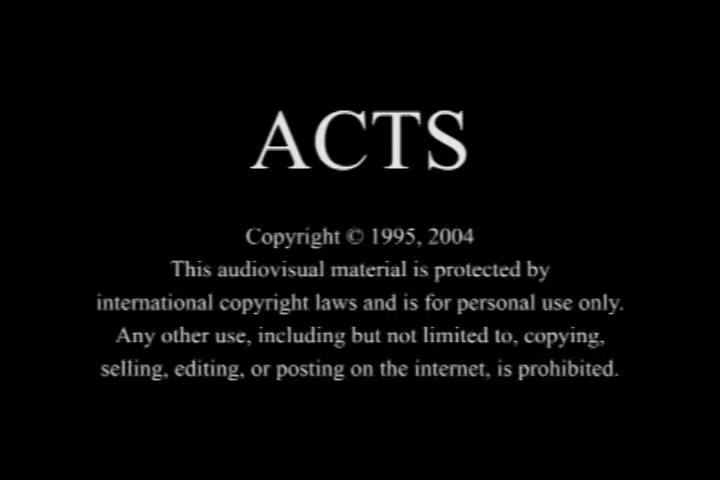 ACTS
Copyright © 1995, 2004
This audiovisual material is protected by
international copyright laws and is for personal use only.
Any other use, including but not limited to, copying,
selling, editing, or posting on the internet, is prohibited.